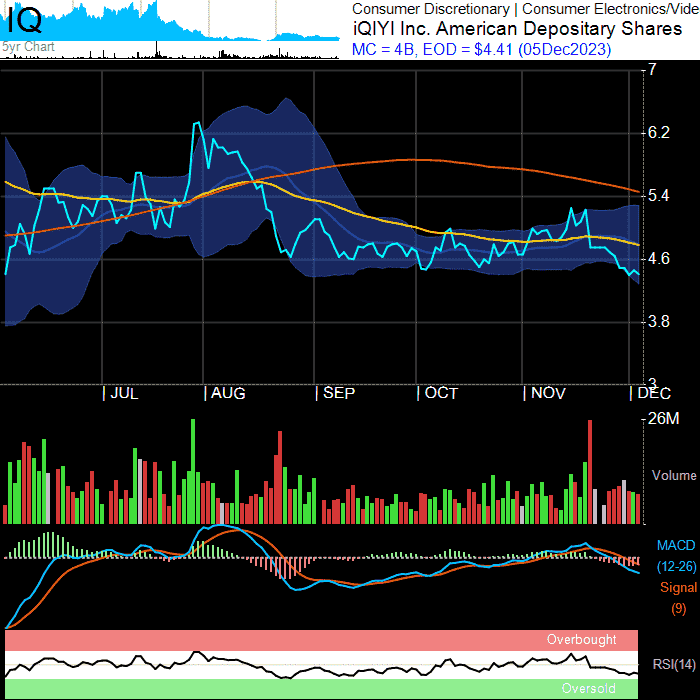 IQ
5yr Chart
Consumer Discretionary | Consumer Electronics/Vide
iQIYI Inc. American Depositary Shares
MC = 4B, EOD = $4.41 (05Dec2023)
7
6.2
5.4
4.6
3.8
3
JUL AUG SEP OCT NOV DEC
26M
Volume
MACD
(12-26)
Signal
(9)
Overbought
RSI(14)
Oversold